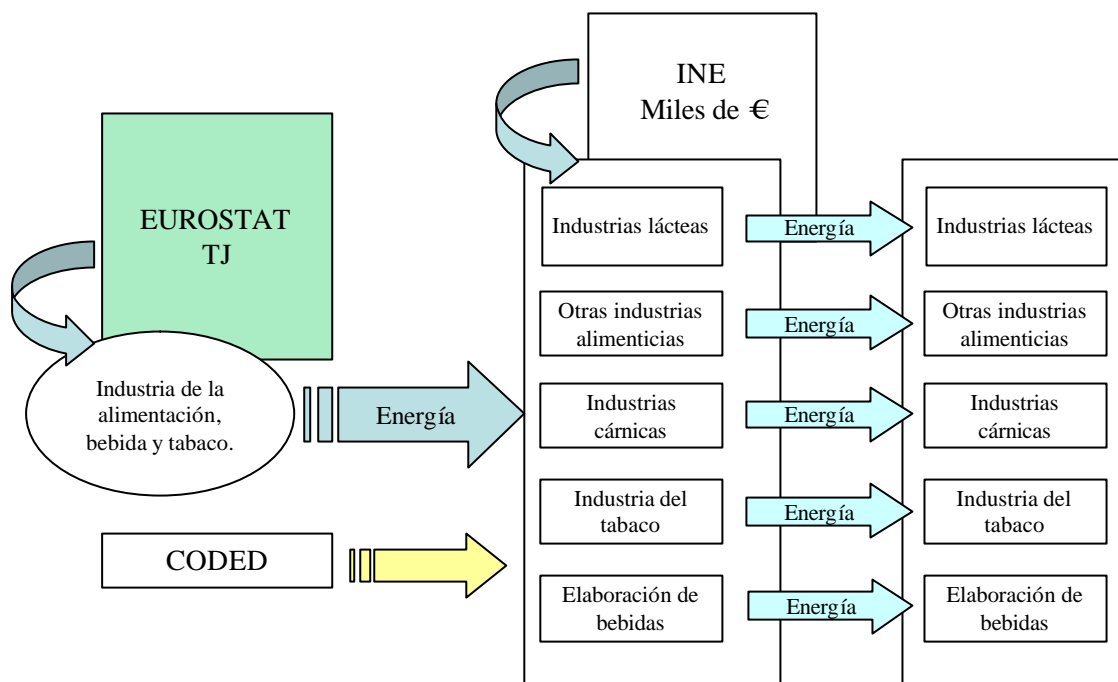 INE
Miles de €
EUROSTAT
TJ
Industria de la
alimentación,
bebida y tabaco.
Energía
CODED
Industrias lácteas
Energía
Industrias lácteas
Otras industrias
alimenticias
Energía
Otras industrias
alimenticias
Industrias
cárnicas
Energía
Industrias
cárnicas
Industria del
tabaco
Energía
Industria del
tabaco
Elaboración de
bebidas
Energía
Elaboración de
bebidas